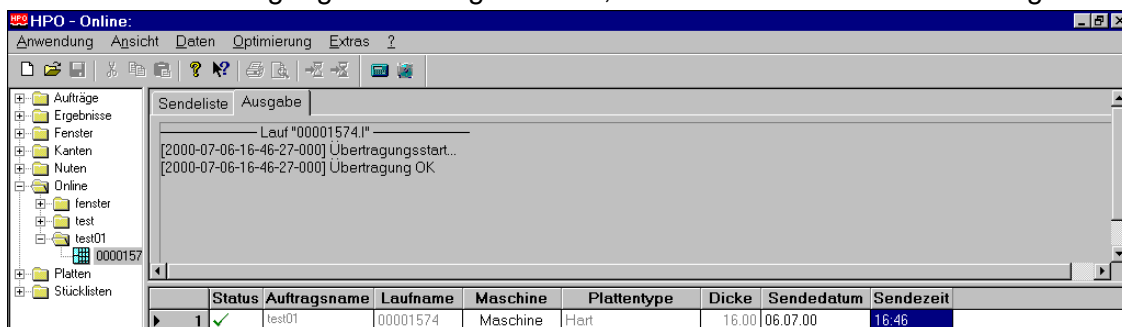 HPO - Online:
Anwendung Ansicht Daten Optimierung Extras ?
Aufträge
Ergebnisse
Fenster
Kanten
Nuten
Online
fenster
test
test01
0000157
Platten
Stücklisten
Sendeliste Ausgabe
Lauf "00001574.l"
[2000-07-06-16-46-27-000] Übertragungsstart...
[2000-07-06-16-46-27-000] Übertragung OK
Status Auftragsname Laufname Maschine Plattentype Dicke Sendedatum Sendezeit
1 test01 00001574 Maschine Hart 16.00 06.07.00 16:46